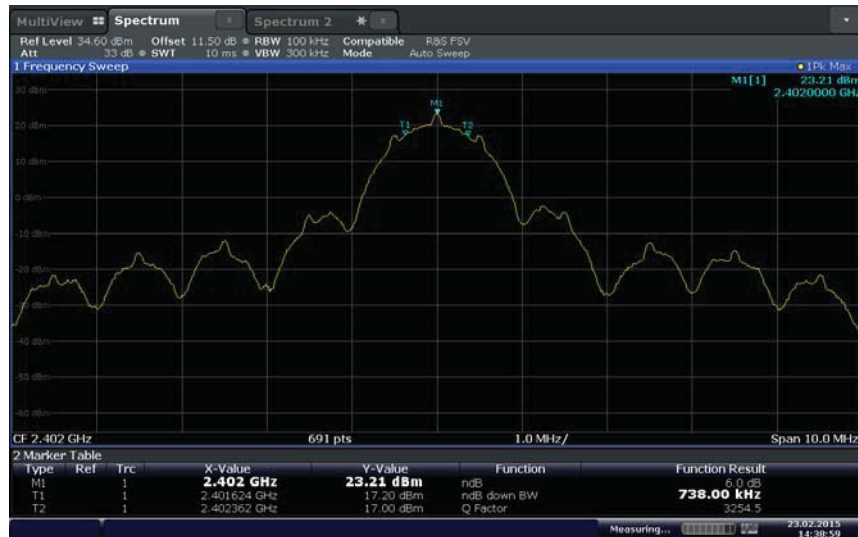 MultiView Spectrum x Spectrum 2 x
Ref Level 34.60 dBm Offset 11.50 dB RBW 100 kHz Compatible R&S FSV
Att 33 dB SWT 10 ms VBW 300 kHz Mode Auto Sweep
1 Frequency Sweep 1Pk Max
M1[1] 23.21 dBm
2.4020000 GHz
30 dBm
M1
20 dBm T1 T2
10 dBm
0 dBm
-10 dBm
-20 dBm
-30 dBm
-40 dBm
-50 dBm
-60 dBm
CF 2.402 GHz 691 pts 1.0 MHz/ Span 10.0 MHz
2 Marker Table
Type Ref Trc X-Value Y-Value Function Function Result
M1 1 2.402 GHz 23.21 dBm ndB 6.0 dB
T1 1 2.401624 GHz 17.20 dBm ndB down BW 738.00 kHz
T2 1 2.402362 GHz 17.00 dBm Q Factor 3254.5
Measuring... 23.02.2015
14:38:59